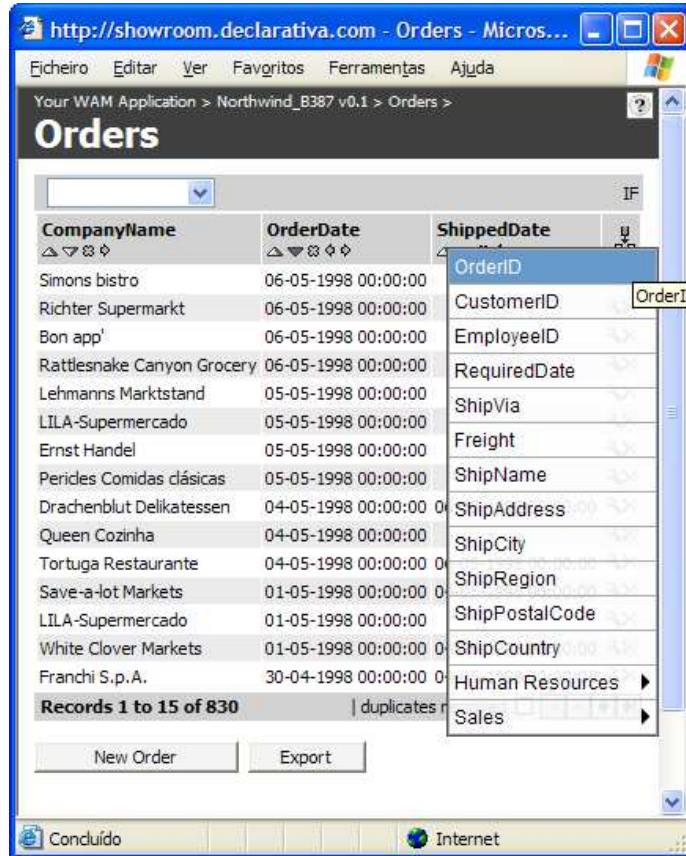 http://showroom.declarativa.com - Orders - Micros...
Ficheiro Editar Ver Favoritos Ferramentas Ajuda
Your WAM Application > Northwind_B387 v0.1 > Orders >
?
Orders
IF
CompanyName OrderDate ShippedDate
OrderID
Simons bistro 06-05-1998 00:00:00
CustomerID
Richter Supermarkt 06-05-1998 00:00:00
Bon app' 06-05-1998 00:00:00 EmployeeID
Rattlesnake Canyon Grocery 06-05-1998 00:00:00 RequiredDate
Lehmanns Marktstand 05-05-1998 00:00:00 ShipVia
LILA-Supermercado 05-05-1998 00:00:00
Ernst Handel 05-05-1998 00:00:00 Freight
Pericles Comidas clásicas 05-05-1998 00:00:00 ShipName
Drachenblut Delikatessen 04-05-1998 00:00:00 ShipAddress
Queen Cozinha 04-05-1998 00:00:00 ShipCity
Tortuga Restaurante 04-05-1998 00:00:00
Save-a-lot Markets 01-05-1998 00:00:00 ShipRegion
LILA-Supermercado 01-05-1998 00:00:00 ShipPostalCode
White Clover Markets 01-05-1998 00:00:00 ShipCountry
Franchi S.p.A. 30-04-1998 00:00:00 Human Resources
Records 1 to 15 of 830 | duplicates Sales
New Order Export
Concluído Internet